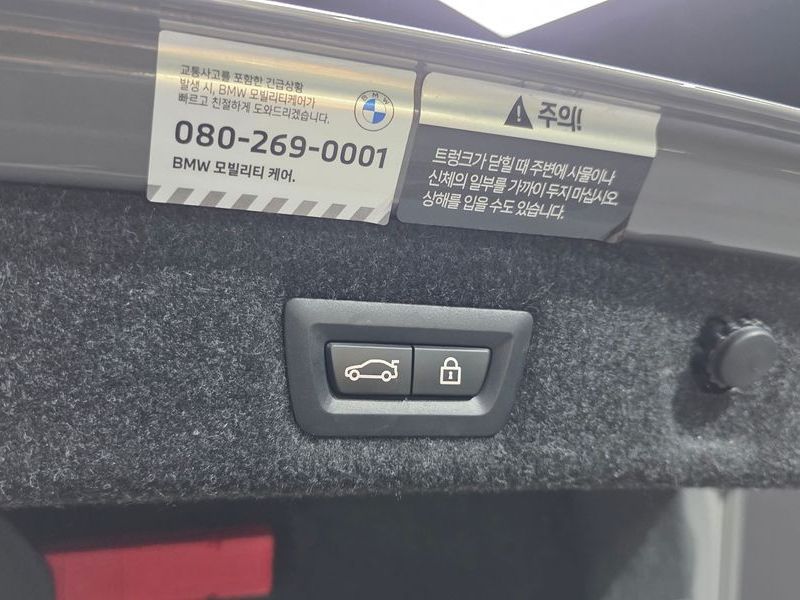 교통사고를 포함한 긴급상황
발생 시, BMW 모빌리티케어가
빠르고 친절하게 도와드리겠습니다.
BMW
080-269-0001
BMW 모빌리티 케어.
주의!
트렁크가 닫힐 때 주변에 사물이나
신체의 일부를 가까이 두지 마십시오.
상해를 입을 수도 있습니다.